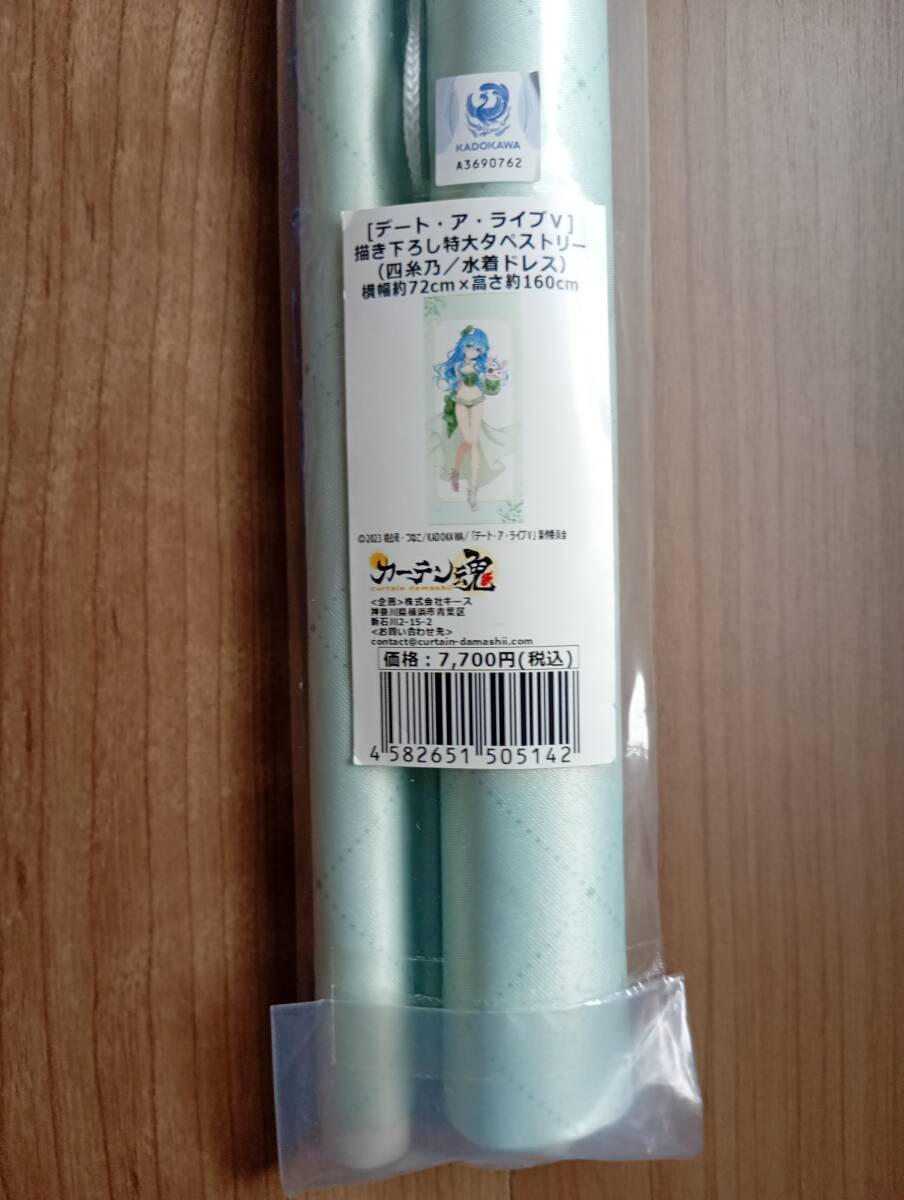 KADOKAWA
A3690762
[デート・ア・ライブⅤ]
描き下ろし特大タペストリー
(四糸乃／水着ドレス)
横幅約72cm×高さ約160cm
©2023 橘公司・つなこ/KADOKAWA/「デート・ア・ライブⅤ」製作委員会
カーテン魂
curtain damashii
<企画>株式会社キース
神奈川県横浜市青葉区
新石川2-15-2
<お問い合わせ先>
contact@curtain-damashii.com
価格：7,700円(税込)
4 582651 505142